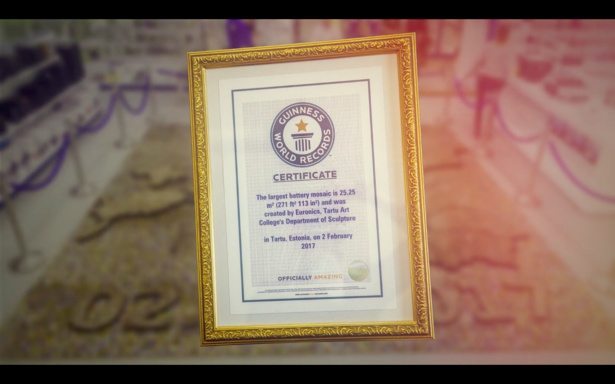 GUINNESS
WORLD RECORDS
CERTIFICATE
The largest battery mosaic is 25.25
m² (271 ft² 113 in²) and was
created by Euronics, Tartu Art
College's Department of Sculpture
in Tartu, Estonia, on 2 February
2017
OFFICIALLY AMAZING